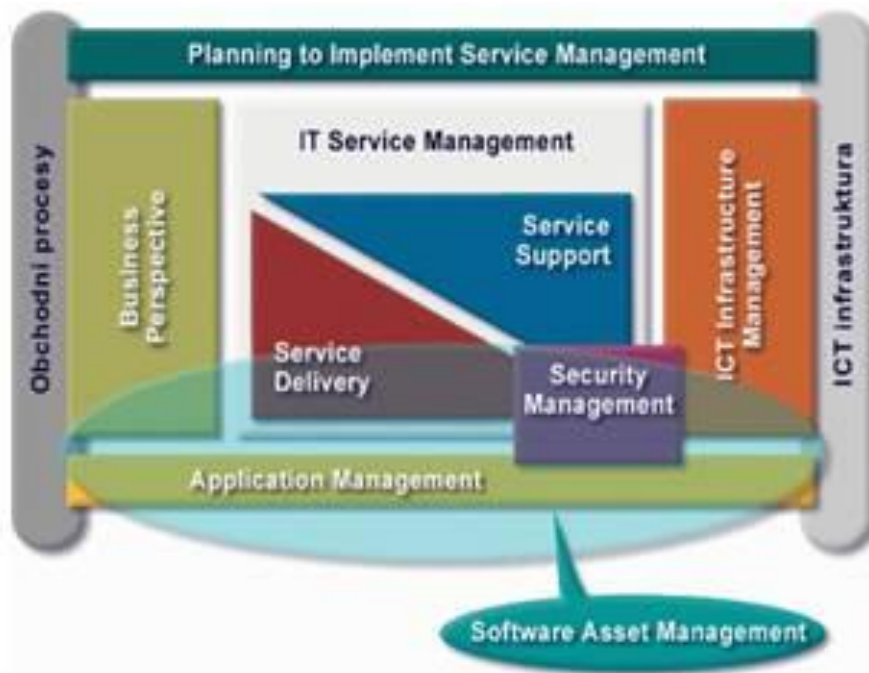 Planning to Implement Service Management
Obchodní procesy
Business
Perspective
IT Service Management
Service
Support
Service
Delivery
Security
Management
ICT Infrastructure
Management
ICT infrastruktura
Application Management
Software Asset Management